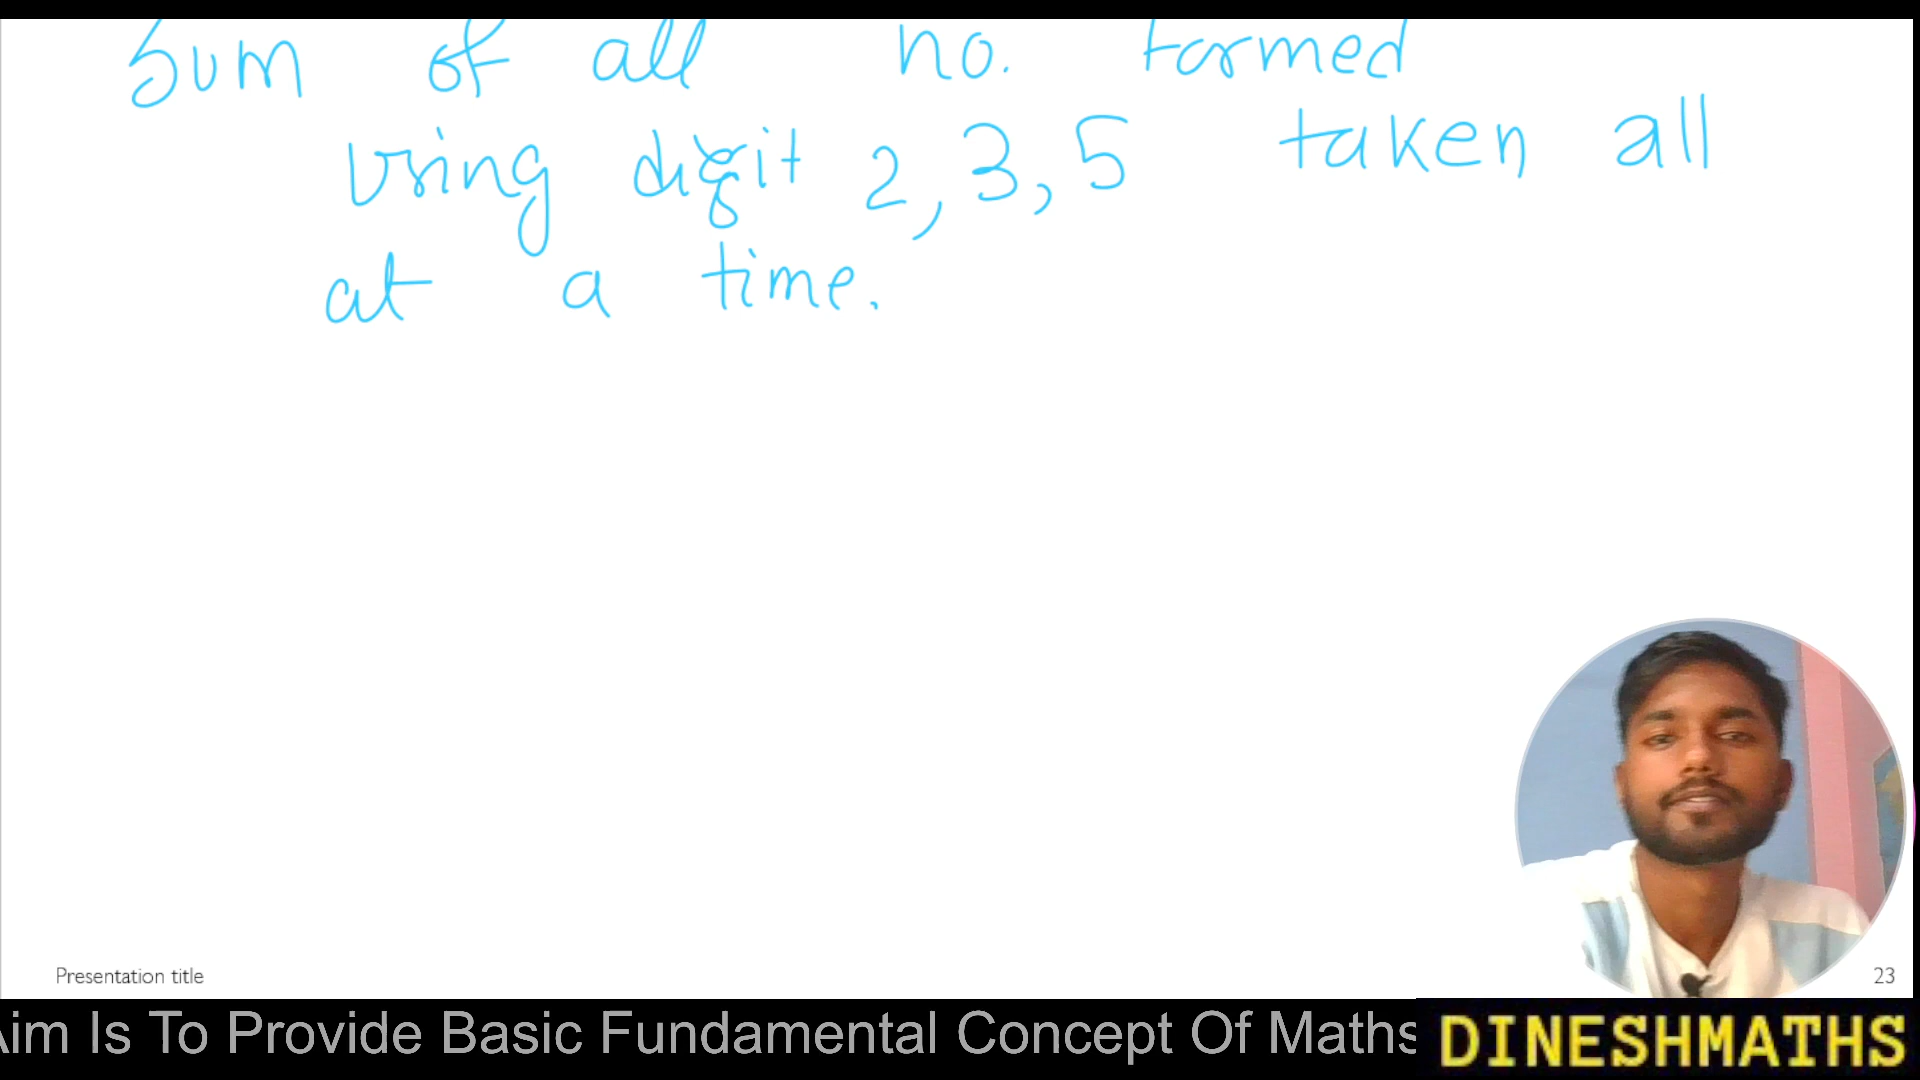 Sum of all no. formed
using digit 2, 3, 5 taken all
at a time.
Presentation title
23
Aim Is To Provide Basic Fundamental Concept Of Maths
DINESHMATHS